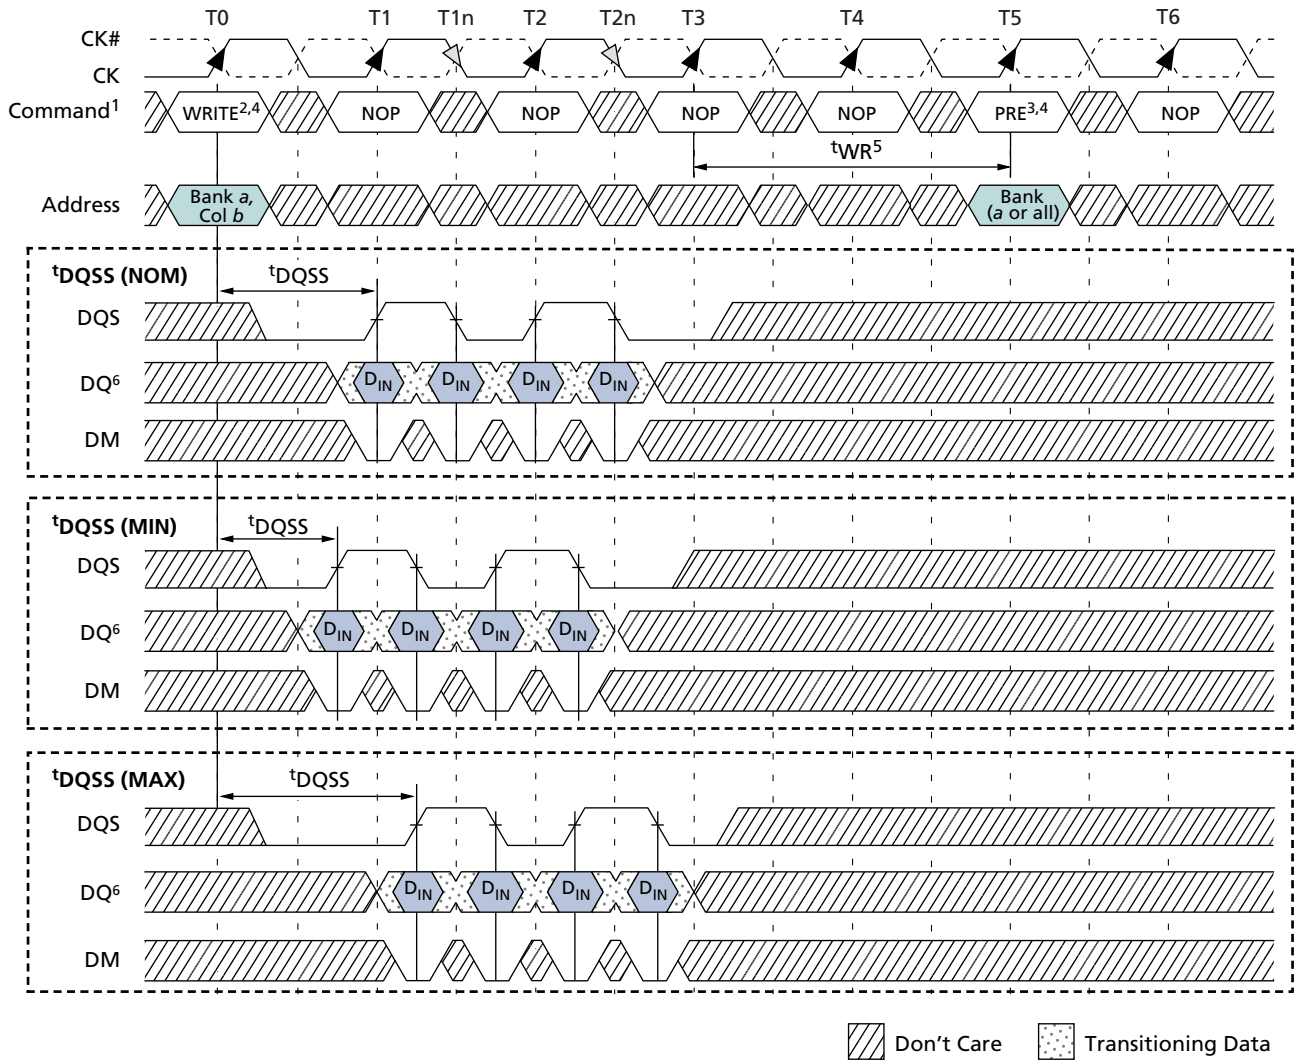 T0 T1 T1n T2 T2n T3 T4 T5 T6
CK#
CK
Command¹ WRITE²,⁴ NOP NOP NOP NOP PRE³,⁴ NOP
ᵗWR⁵
Address Bank a, Col b Bank (a or all)
ᵗDQSS (NOM) ᵗDQSS
DQS
DQ⁶ DIN DIN DIN DIN
DM
ᵗDQSS (MIN) ᵗDQSS
DQS
DQ⁶ DIN DIN DIN DIN
DM
ᵗDQSS (MAX) ᵗDQSS
DQS
DQ⁶ DIN DIN DIN DIN
DM
Don't Care Transitioning Data